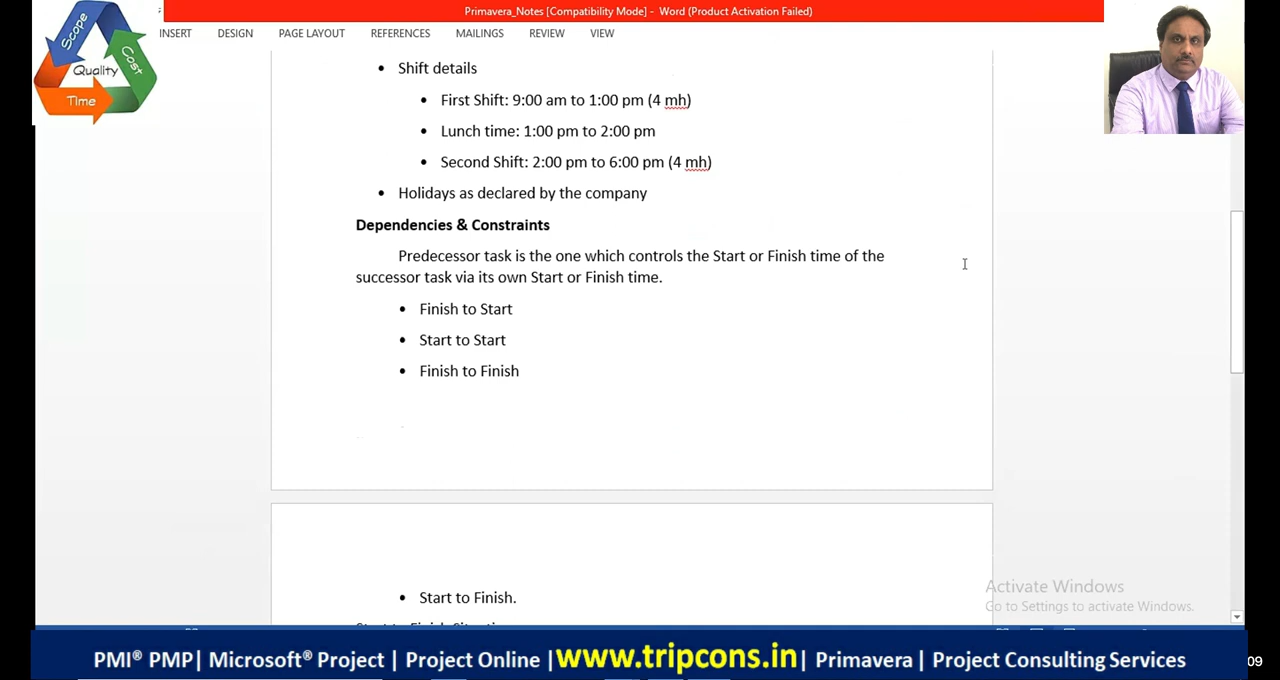 Primavera_Notes [Compatibility Mode] - Word (Product Activation Failed)
INSERT DESIGN PAGE LAYOUT REFERENCES MAILINGS REVIEW VIEW
Scope
Cost
Quality
Time
• Shift details
• First Shift: 9:00 am to 1:00 pm (4 mh)
• Lunch time: 1:00 pm to 2:00 pm
• Second Shift: 2:00 pm to 6:00 pm (4 mh)
• Holidays as declared by the company
Dependencies & Constraints
Predecessor task is the one which controls the Start or Finish time of the
successor task via its own Start or Finish time.
• Finish to Start
• Start to Start
• Finish to Finish
• Start to Finish.
Activate Windows
Go to Settings to activate Windows.
PMI® PMP| Microsoft® Project | Project Online |www.tripcons.in| Primavera | Project Consulting Services
09